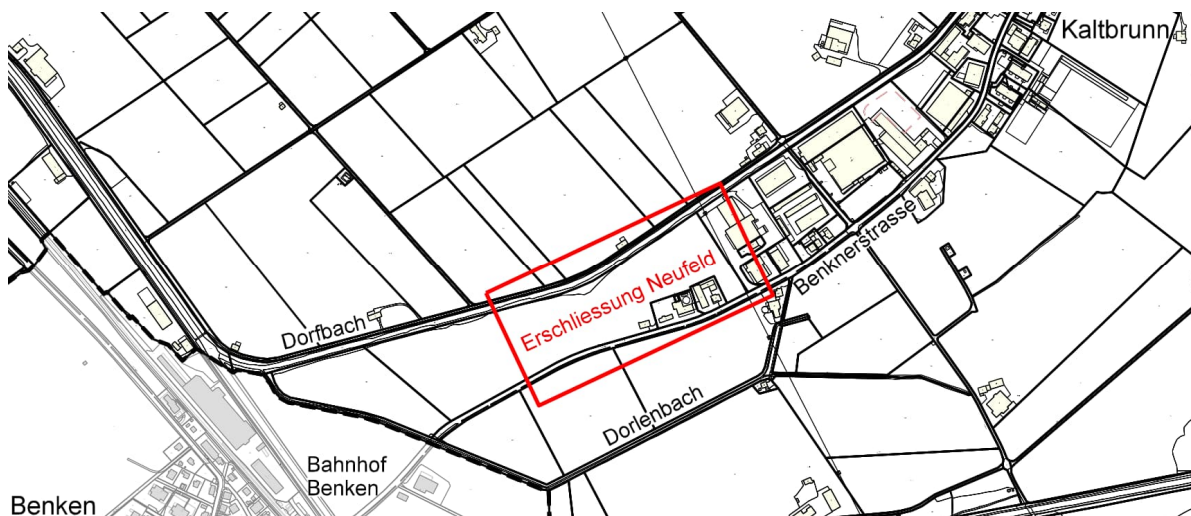 Kaltbrunn
Benknerstrasse
Erschliessung Neufeld
Dorfbach
Dorlenbach
Bahnhof
Benken
Benken